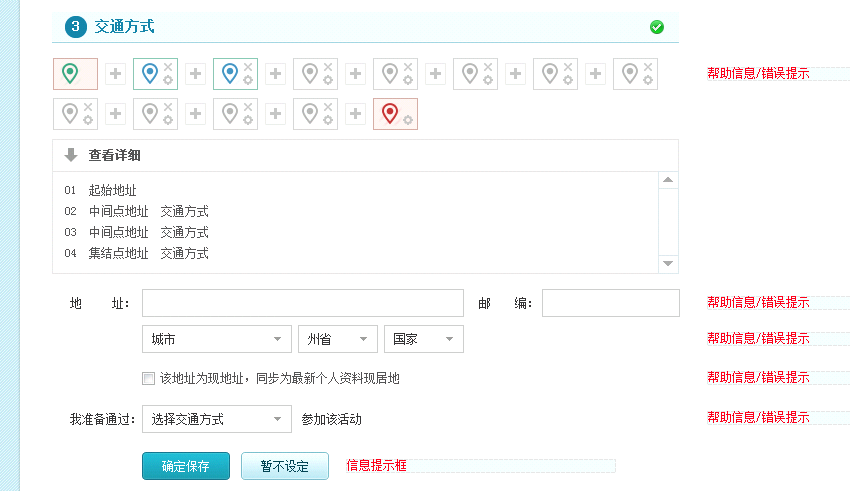 3 交通方式
帮助信息/错误提示
查看详细
01 起始地址
02 中间点地址 交通方式
03 中间点地址 交通方式
04 集结点地址 交通方式
地 址: 邮 编: 帮助信息/错误提示
城市 州省 国家 帮助信息/错误提示
该地址为现地址，同步为最新个人资料现居地 帮助信息/错误提示
我准备通过: 选择交通方式 参加该活动 帮助信息/错误提示
确定保存 暂不设定 信息提示框